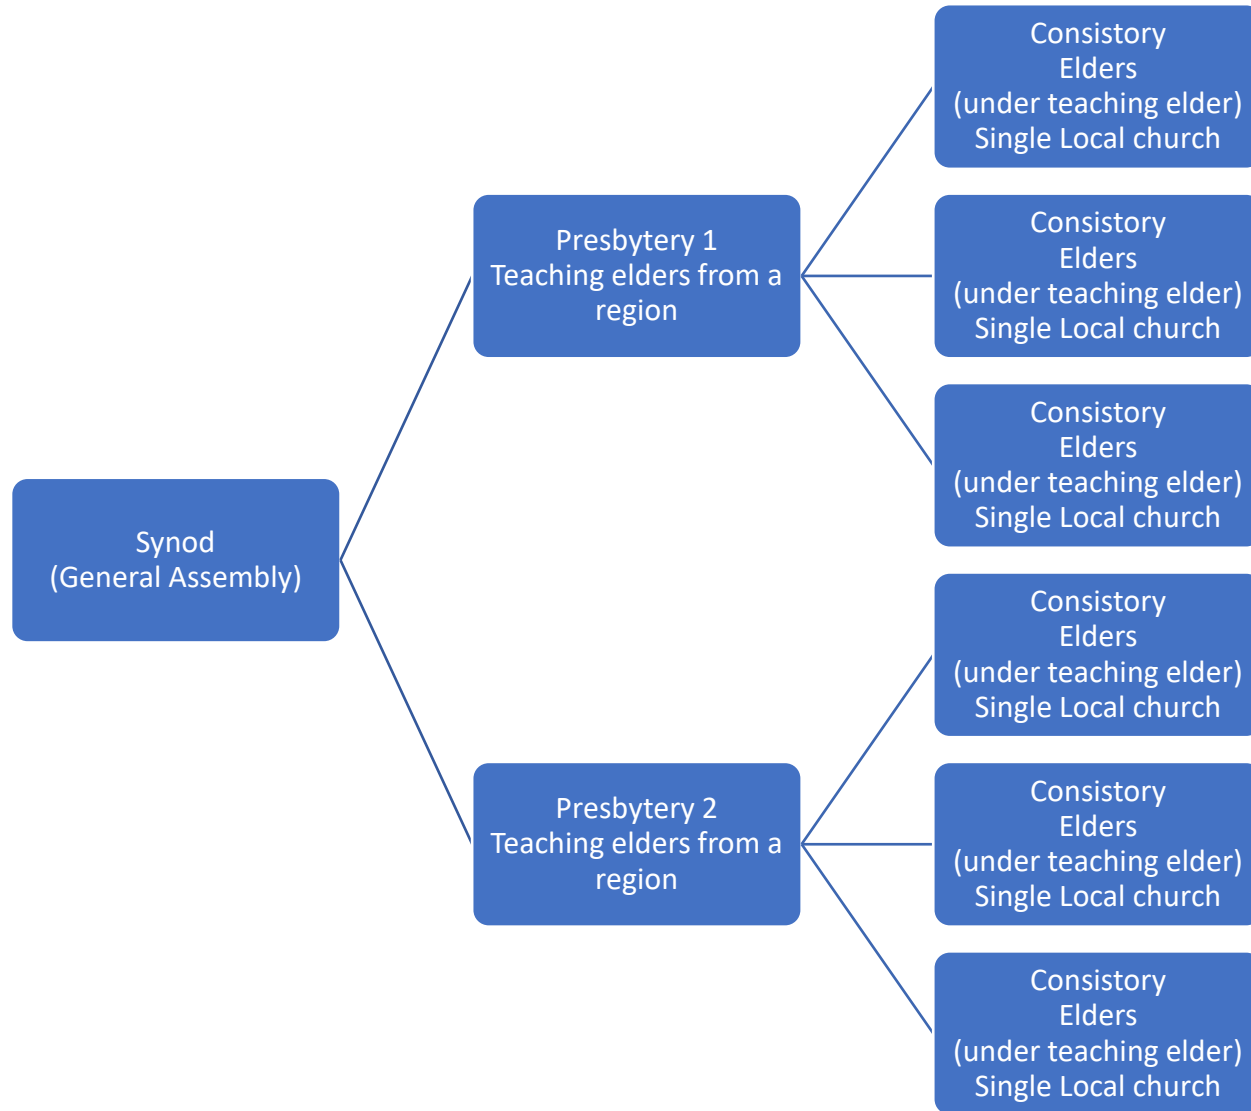 Synod
(General Assembly)
Presbytery 1
Teaching elders from a
region
Consistory
Elders
(under teaching elder)
Single Local church
Consistory
Elders
(under teaching elder)
Single Local church
Consistory
Elders
(under teaching elder)
Single Local church
Presbytery 2
Teaching elders from a
region
Consistory
Elders
(under teaching elder)
Single Local church
Consistory
Elders
(under teaching elder)
Single Local church
Consistory
Elders
(under teaching elder)
Single Local church